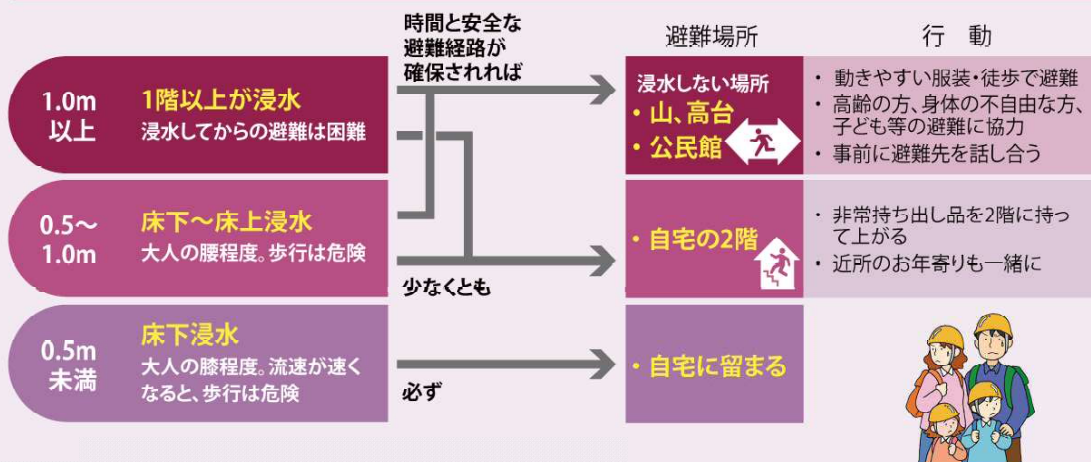 時間と安全な
避難経路が
確保されれば
避難場所
行 動
1.0m
以上
1階以上が浸水
浸水してからの避難は困難
浸水しない場所
・山、高台
・公民館
・ 動きやすい服装・徒歩で避難
・ 高齢の方、身体の不自由な方、
子ども等の避難に協力
・ 事前に避難先を話し合う
0.5～
1.0m
床下～床上浸水
大人の腰程度。歩行は危険
少なくとも
・自宅の2階
・ 非常持ち出し品を2階に持っ
て上がる
・ 近所のお年寄りも一緒に
0.5m
未満
床下浸水
大人の膝程度。流速が速く
なると、歩行は危険
必ず
・自宅に留まる